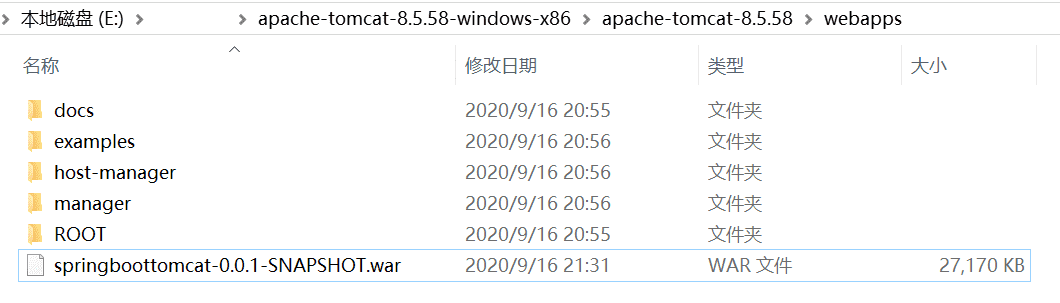 本地磁盘 (E:) > > apache-tomcat-8.5.58-windows-x86 > apache-tomcat-8.5.58 > webapps
名称 修改日期 类型 大小
docs 2020/9/16 20:55 文件夹
examples 2020/9/16 20:56 文件夹
host-manager 2020/9/16 20:56 文件夹
manager 2020/9/16 20:56 文件夹
ROOT 2020/9/16 20:55 文件夹
springboottomcat-0.0.1-SNAPSHOT.war 2020/9/16 21:31 WAR 文件 27,170 KB